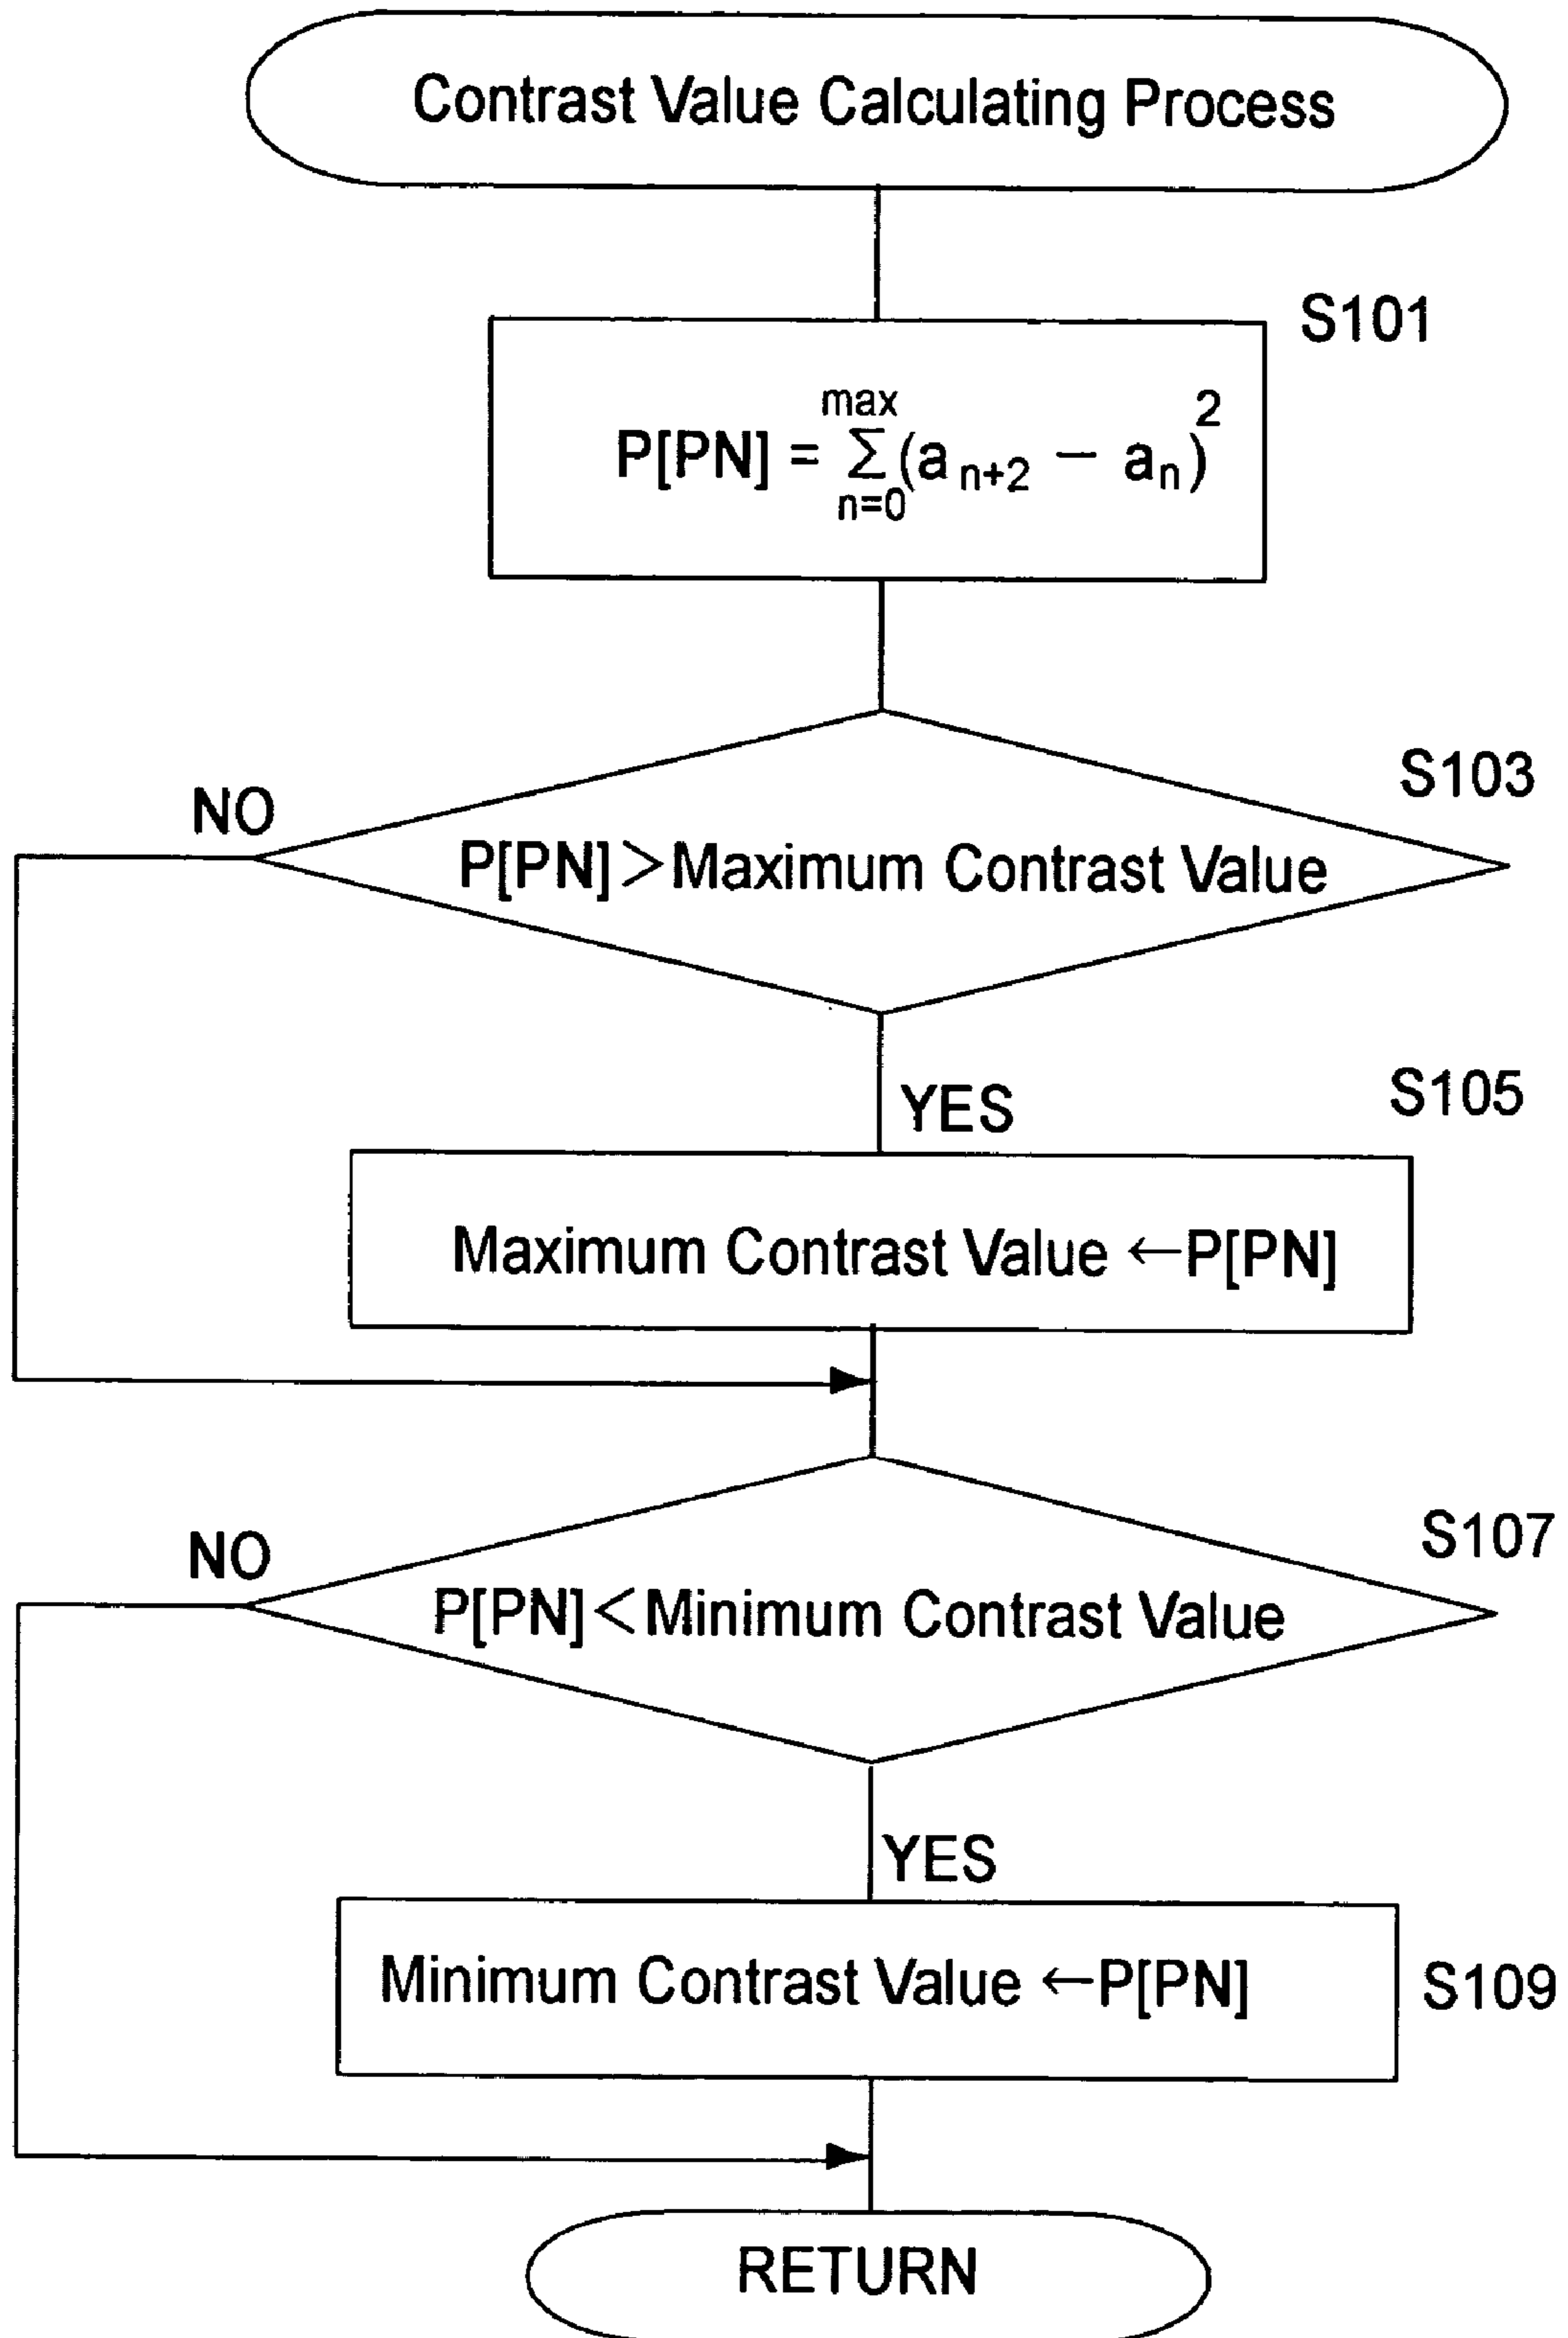 Contrast Value Calculating Process
S101
P[PN] = max Σ n=0 (a n+2 − a n) 2
S103
NO
P[PN]>Maximum Contrast Value
YES
S105
Maximum Contrast Value ←P[PN]
S107
NO
P[PN]<Minimum Contrast Value
YES
Minimum Contrast Value ←P[PN]
S109
RETURN